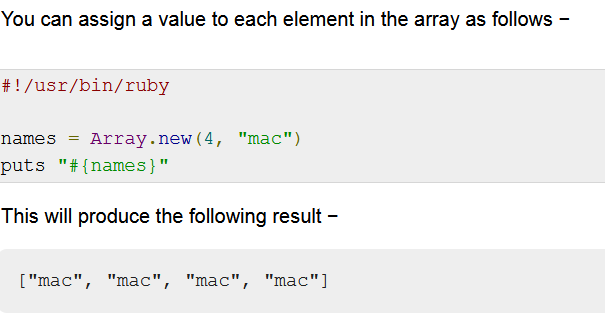 You can assign a value to each element in the array as follows −
#!/usr/bin/ruby
names = Array.new(4, "mac")
puts "#{names}"
This will produce the following result −
["mac", "mac", "mac", "mac"]